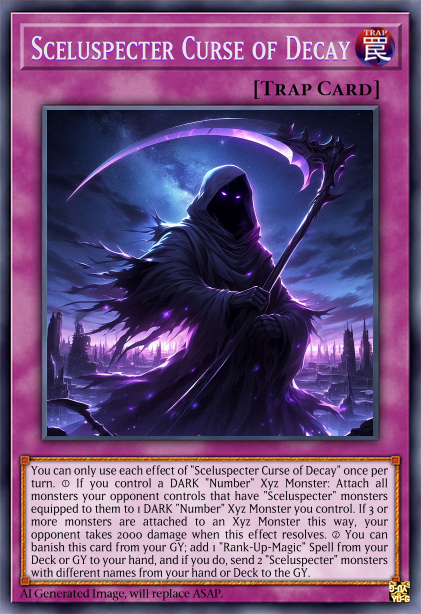 Sceluspecter Curse of Decay
TRAP
罠
[Trap Card]
You can only use each effect of "Sceluspecter Curse of Decay" once per
turn. ① If you control a DARK "Number" Xyz Monster: Attach all
monsters your opponent controls that have "Sceluspecter" monsters
equipped to them to 1 DARK "Number" Xyz Monster you control. If 3 or
more monsters are attached to an Xyz Monster this way, your
opponent takes 2000 damage when this effect resolves. ② You can
banish this card from your GY; add 1 "Rank-Up-Magic" Spell from your
Deck or GY to your hand, and if you do, send 2 "Sceluspecter" monsters
with different names from your hand or Deck to the GY.
AI Generated Image, will replace ASAP.